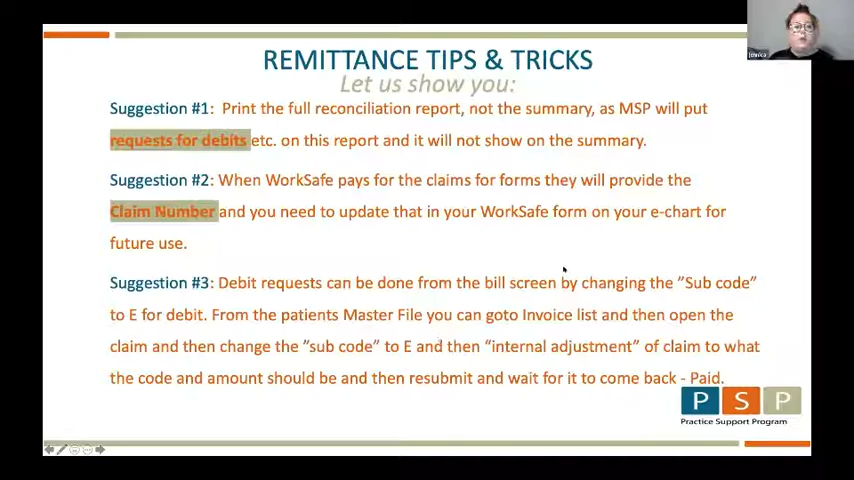 REMITTANCE TIPS & TRICKS
Let us show you:
Suggestion #1: Print the full reconciliation report, not the summary, as MSP will put
requests for debits etc. on this report and it will not show on the summary.
Suggestion #2: When WorkSafe pays for the claims for forms they will provide the
Claim Number and you need to update that in your WorkSafe form on your e-chart for
future use.
Suggestion #3: Debit requests can be done from the bill screen by changing the ”Sub code”
to E for debit. From the patients Master File you can goto Invoice list and then open the
claim and then change the ”sub code” to E and then “internal adjustment” of claim to what
the code and amount should be and then resubmit and wait for it to come back - Paid.
P S P
Practice Support Program